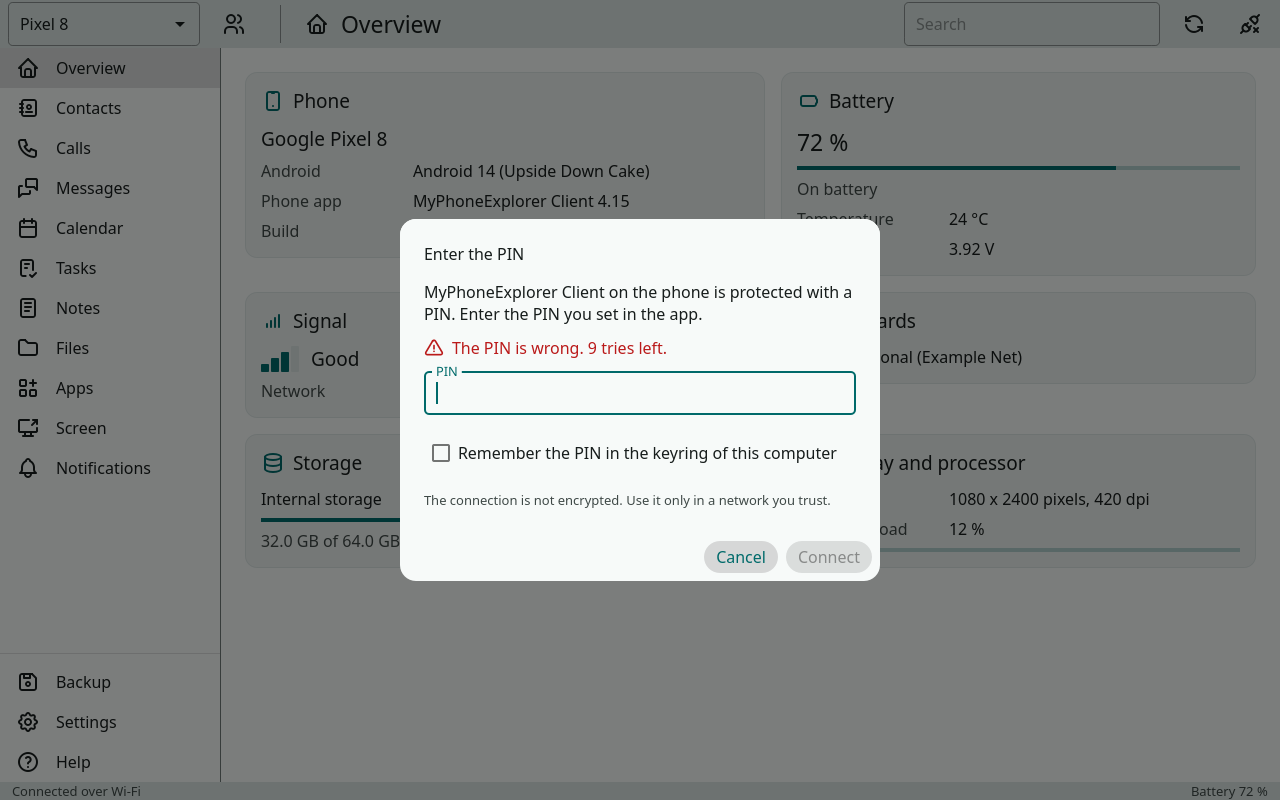 Pixel 8
Overview
Search
Overview
Contacts
Calls
Messages
Calendar
Tasks
Notes
Files
Apps
Screen
Notifications
Backup
Settings
Help
Phone
Google Pixel 8
Android
Android 14 (Upside Down Cake)
Phone app
MyPhoneExplorer Client 4.15
Build
Battery
72 %
On battery
Temperature
24 °C
3.92 V
Signal
Good
Network
ards
onal (Example Net)
Storage
Internal storage
32.0 GB of 64.0 GB
ay and processor
1080 x 2400 pixels, 420 dpi
oad
12 %
Enter the PIN
MyPhoneExplorer Client on the phone is protected with a
PIN. Enter the PIN you set in the app.
The PIN is wrong. 9 tries left.
PIN
Remember the PIN in the keyring of this computer
The connection is not encrypted. Use it only in a network you trust.
Cancel
Connect
Connected over Wi-Fi
Battery 72 %